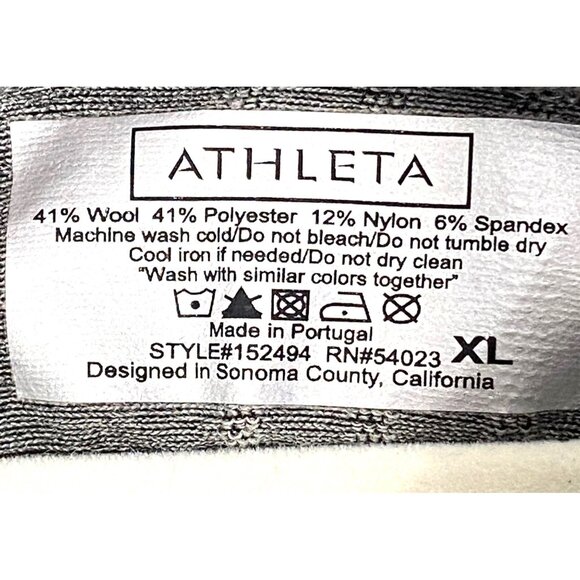 ATHLETA
41% Wool 41% Polyester 12% Nylon 6% Spandex
Machine wash cold/Do not bleach/Do not tumble dry
Cool iron if needed/Do not dry clean
"Wash with similar colors together"
Made in Portugal
STYLE#152494 RN#54023 XL
Designed in Sonoma County, California